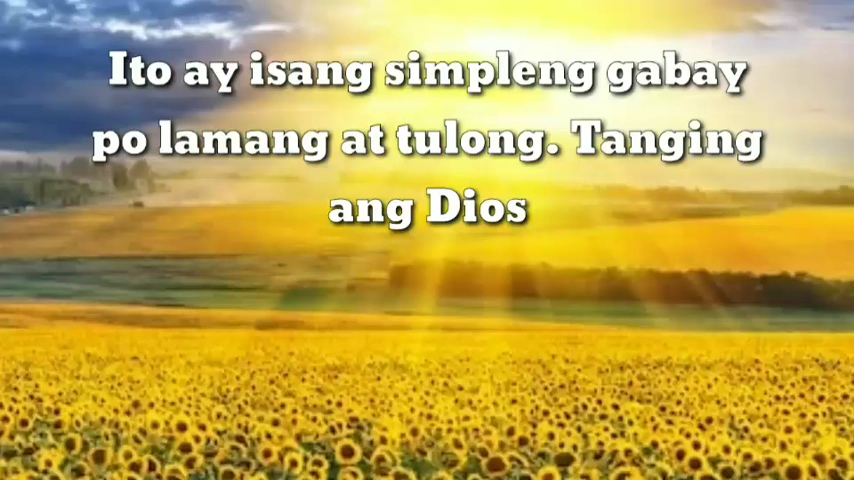 Ito ay isang simpleng gabay
po lamang at tulong. Tanging
ang Dios